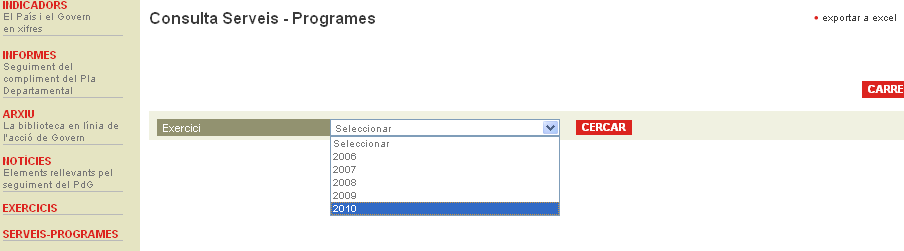 INDICADORS
El País i el Govern
en xifres
INFORMES
Seguiment del
compliment del Pla
Departamental
ARXIU
La biblioteca en línia de
l'acció de Govern
NOTÍCIES
Elements rellevants pel
seguiment del PdG
EXERCICIS
SERVEIS-PROGRAMES
Consulta Serveis - Programes
exportar a excel
CARRE
Exercici
Seleccionar
CERCAR
Seleccionar
2006
2007
2008
2009
2010